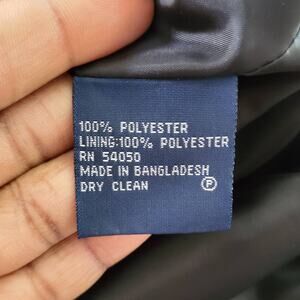 100% POLYESTER
LINING:100% POLYESTER
RN 54050
MADE IN BANGLADESH
DRY CLEAN Ⓟ